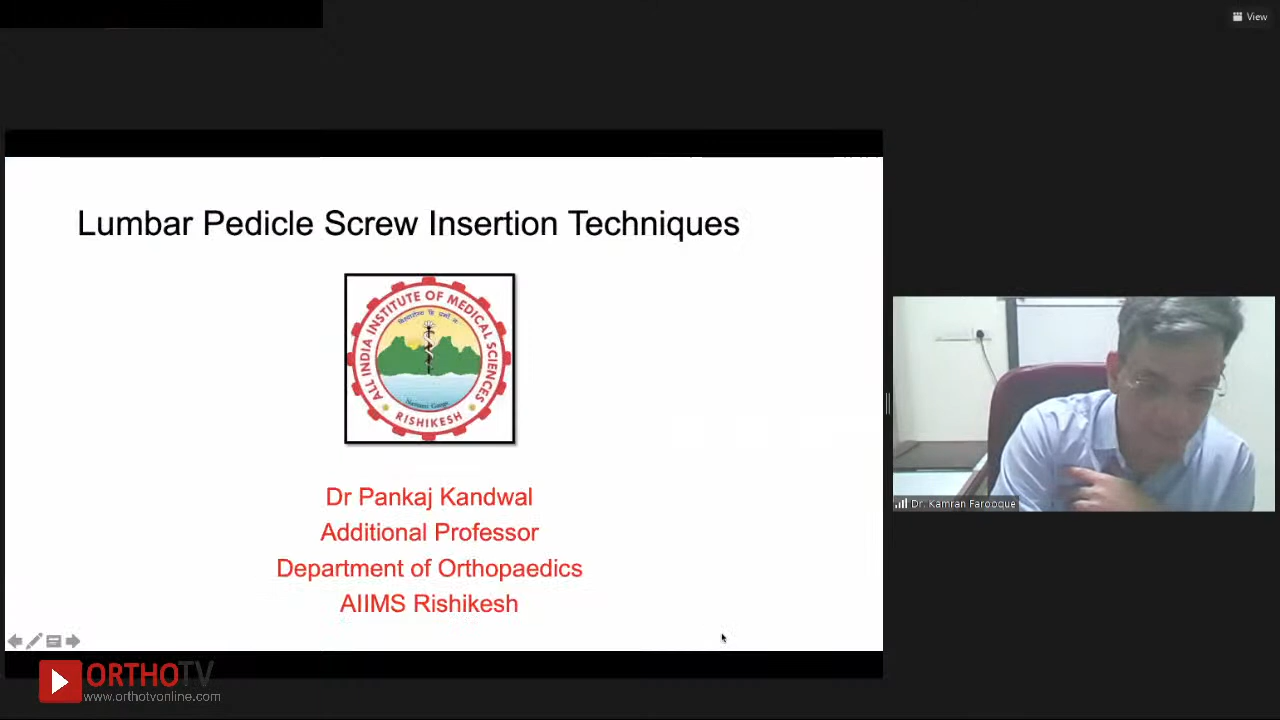 View
Lumbar Pedicle Screw Insertion Techniques
ALL INDIA INSTITUTE OF MEDICAL SCIENCES
RISHIKESH
Dr Pankaj Kandwal
Additional Professor
Department of Orthopaedics
AIIMS Rishikesh
Dr. Kamran Farooque
ORTHOTV
www.orthotvonline.com